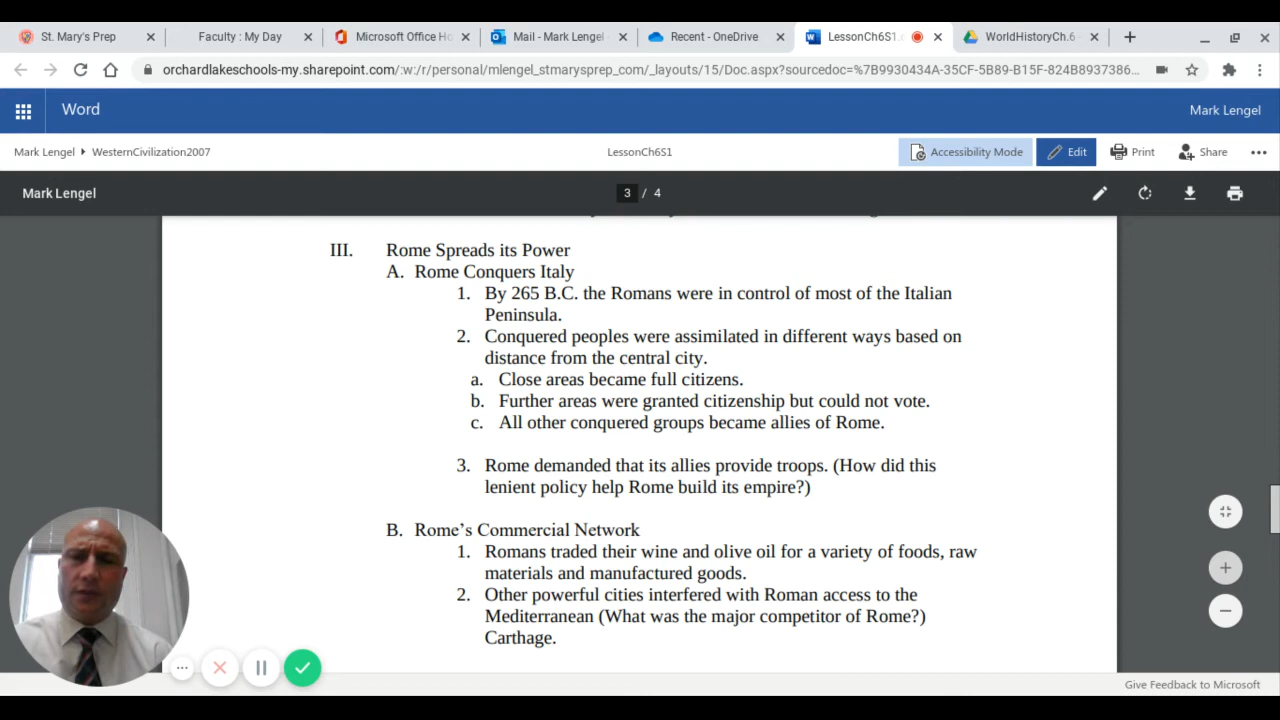 St. Mary's Prep
Faculty : My Day
Microsoft Office Ho
Mail - Mark Lengel -
Recent - OneDrive
LessonCh6S1.
WorldHistoryCh.6 -
orchardlakeschools-my.sharepoint.com/:w:/r/personal/mlengel_stmarysprep_com/_layouts/15/Doc.aspx?sourcedoc=%7B9930434A-35CF-5B89-B15F-824B8937386...
Word
Mark Lengel
Mark Lengel ▸ WesternCivilization2007
LessonCh6S1
Accessibility Mode
Edit
Print
Share
Mark Lengel
3 / 4
III. Rome Spreads its Power
A. Rome Conquers Italy
1. By 265 B.C. the Romans were in control of most of the Italian
Peninsula.
2. Conquered peoples were assimilated in different ways based on
distance from the central city.
a. Close areas became full citizens.
b. Further areas were granted citizenship but could not vote.
c. All other conquered groups became allies of Rome.
3. Rome demanded that its allies provide troops. (How did this
lenient policy help Rome build its empire?)
B. Rome's Commercial Network
1. Romans traded their wine and olive oil for a variety of foods, raw
materials and manufactured goods.
2. Other powerful cities interfered with Roman access to the
Mediterranean (What was the major competitor of Rome?)
Carthage.
Give Feedback to Microsoft